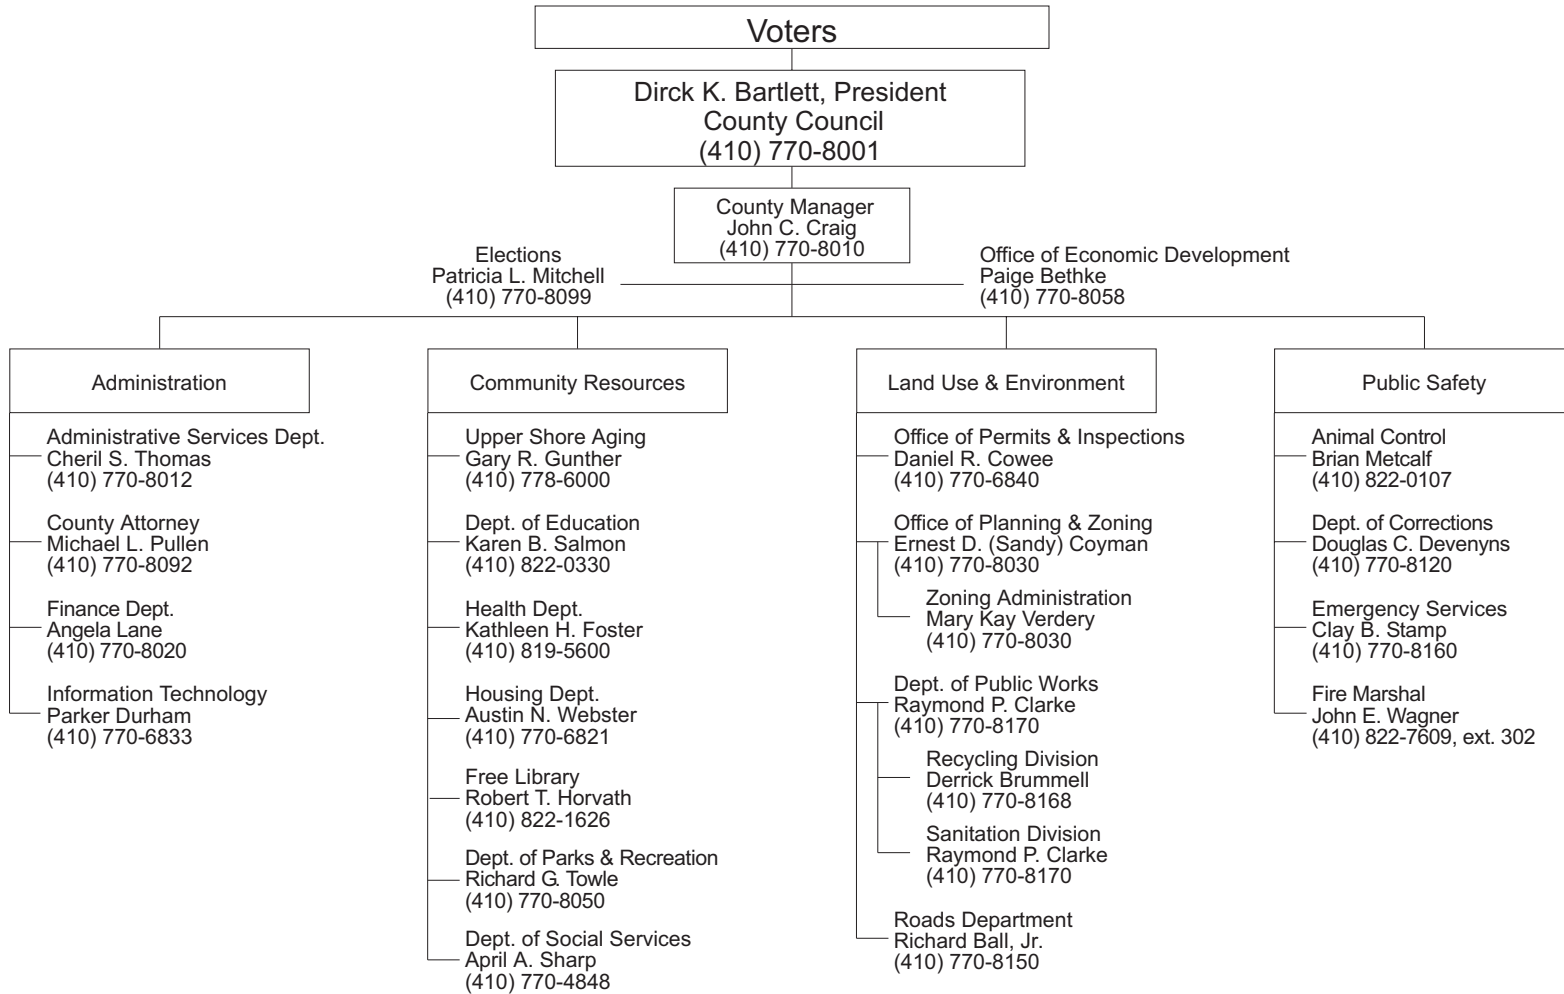 Voters
Dirck K. Bartlett, President
County Council
(410) 770-8001
County Manager
John C. Craig
(410) 770-8010
Elections
Patricia L. Mitchell
(410) 770-8099
Office of Economic Development
Paige Bethke
(410) 770-8058
Administration
Administrative Services Dept.
Cheril S. Thomas
(410) 770-8012
County Attorney
Michael L. Pullen
(410) 770-8092
Finance Dept.
Angela Lane
(410) 770-8020
Information Technology
Parker Durham
(410) 770-6833
Community Resources
Upper Shore Aging
Gary R. Gunther
(410) 778-6000
Dept. of Education
Karen B. Salmon
(410) 822-0330
Health Dept.
Kathleen H. Foster
(410) 819-5600
Housing Dept.
Austin N. Webster
(410) 770-6821
Free Library
Robert T. Horvath
(410) 822-1626
Dept. of Parks & Recreation
Richard G. Towle
(410) 770-8050
Dept. of Social Services
April A. Sharp
(410) 770-4848
Land Use & Environment
Office of Permits & Inspections
Daniel R. Cowee
(410) 770-6840
Office of Planning & Zoning
Ernest D. (Sandy) Coyman
(410) 770-8030
Zoning Administration
Mary Kay Verdery
(410) 770-8030
Dept. of Public Works
Raymond P. Clarke
(410) 770-8170
Recycling Division
Derrick Brummell
(410) 770-8168
Sanitation Division
Raymond P. Clarke
(410) 770-8170
Roads Department
Richard Ball, Jr.
(410) 770-8150
Public Safety
Animal Control
Brian Metcalf
(410) 822-0107
Dept. of Corrections
Douglas C. Devenyns
(410) 770-8120
Emergency Services
Clay B. Stamp
(410) 770-8160
Fire Marshal
John E. Wagner
(410) 822-7609, ext. 302